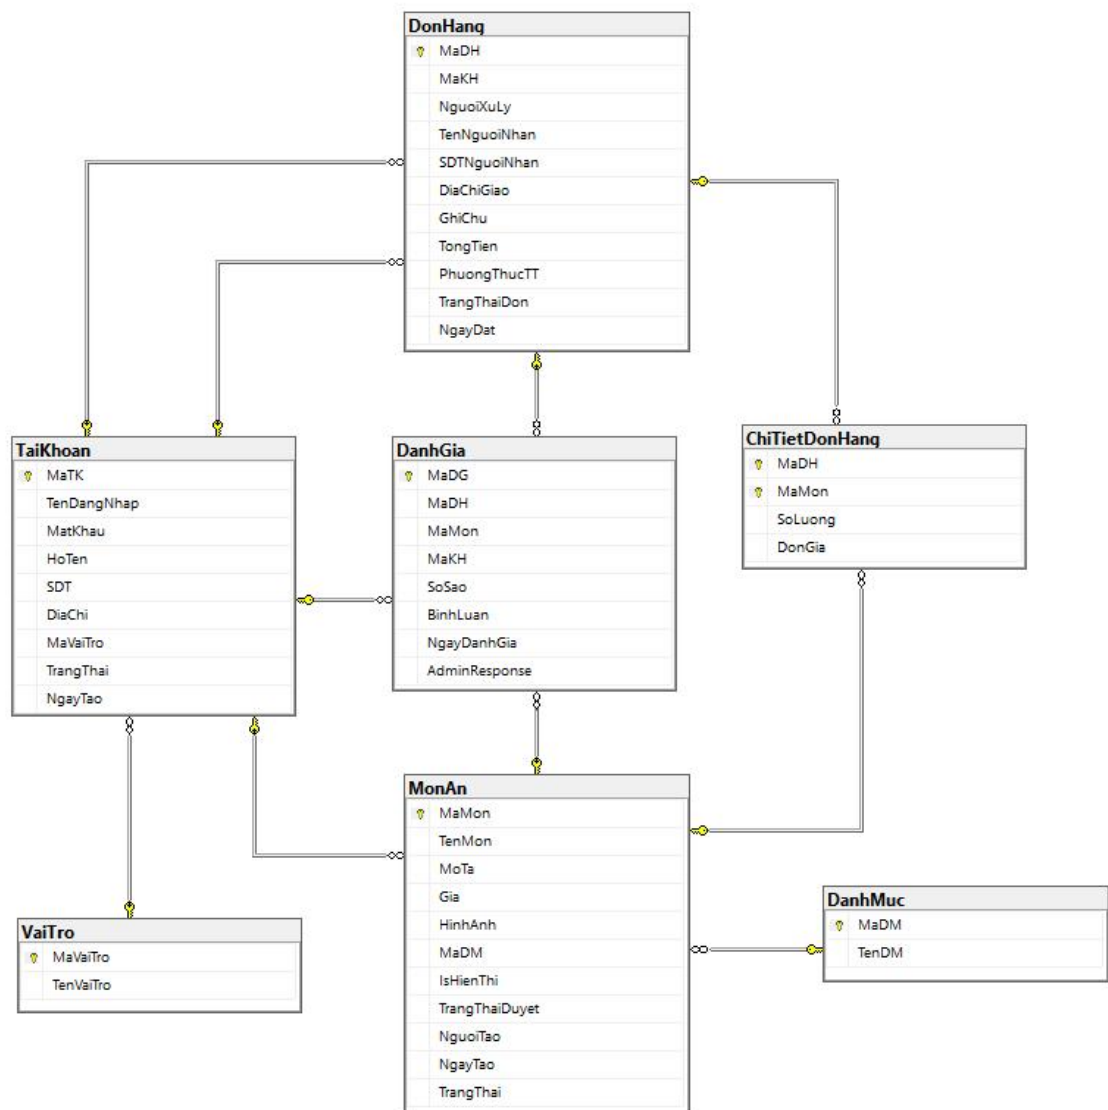 DonHang
MaDH
MaKH
NguoiXuLy
TenNguoiNhan
SDTNguoiNhan
DiaChiGiao
GhiChu
TongTien
PhuongThucTT
TrangThaiDon
NgayDat
TaiKhoan
MaTK
TenDangNhap
MatKhau
HoTen
SDT
DiaChi
MaVaiTro
TrangThai
NgayTao
DanhGia
MaDG
MaDH
MaMon
MaKH
SoSao
BinhLuan
NgayDanhGia
AdminResponse
ChiTietDonHang
MaDH
MaMon
SoLuong
DonGia
VaiTro
MaVaiTro
TenVaiTro
MonAn
MaMon
TenMon
MoTa
Gia
HinhAnh
MaDM
IsHienThi
TrangThaiDuyet
NguoiTao
NgayTao
TrangThai
DanhMuc
MaDM
TenDM